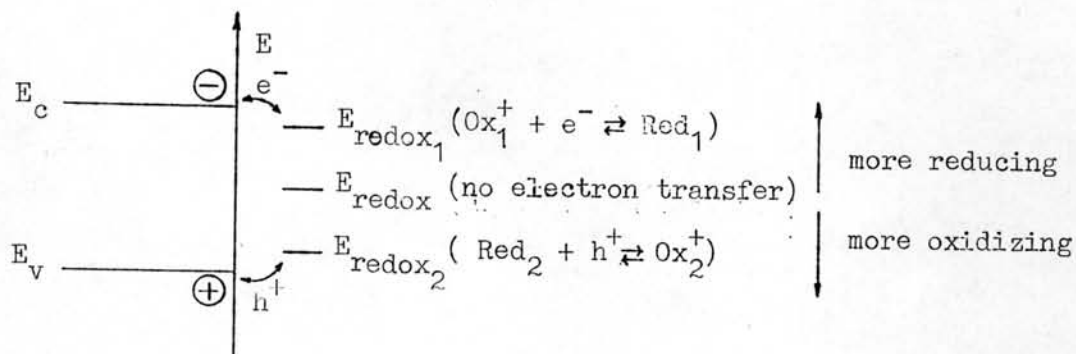 E
⊖
e⁻
E_c
E_redox₁ (Ox₁⁺ + e⁻ ⇄ Red₁)
more reducing
E_redox (no electron transfer)
E_v
E_redox₂ ( Red₂ + h⁺ ⇄ Ox₂⁺)
more oxidizing
⊕
h⁺